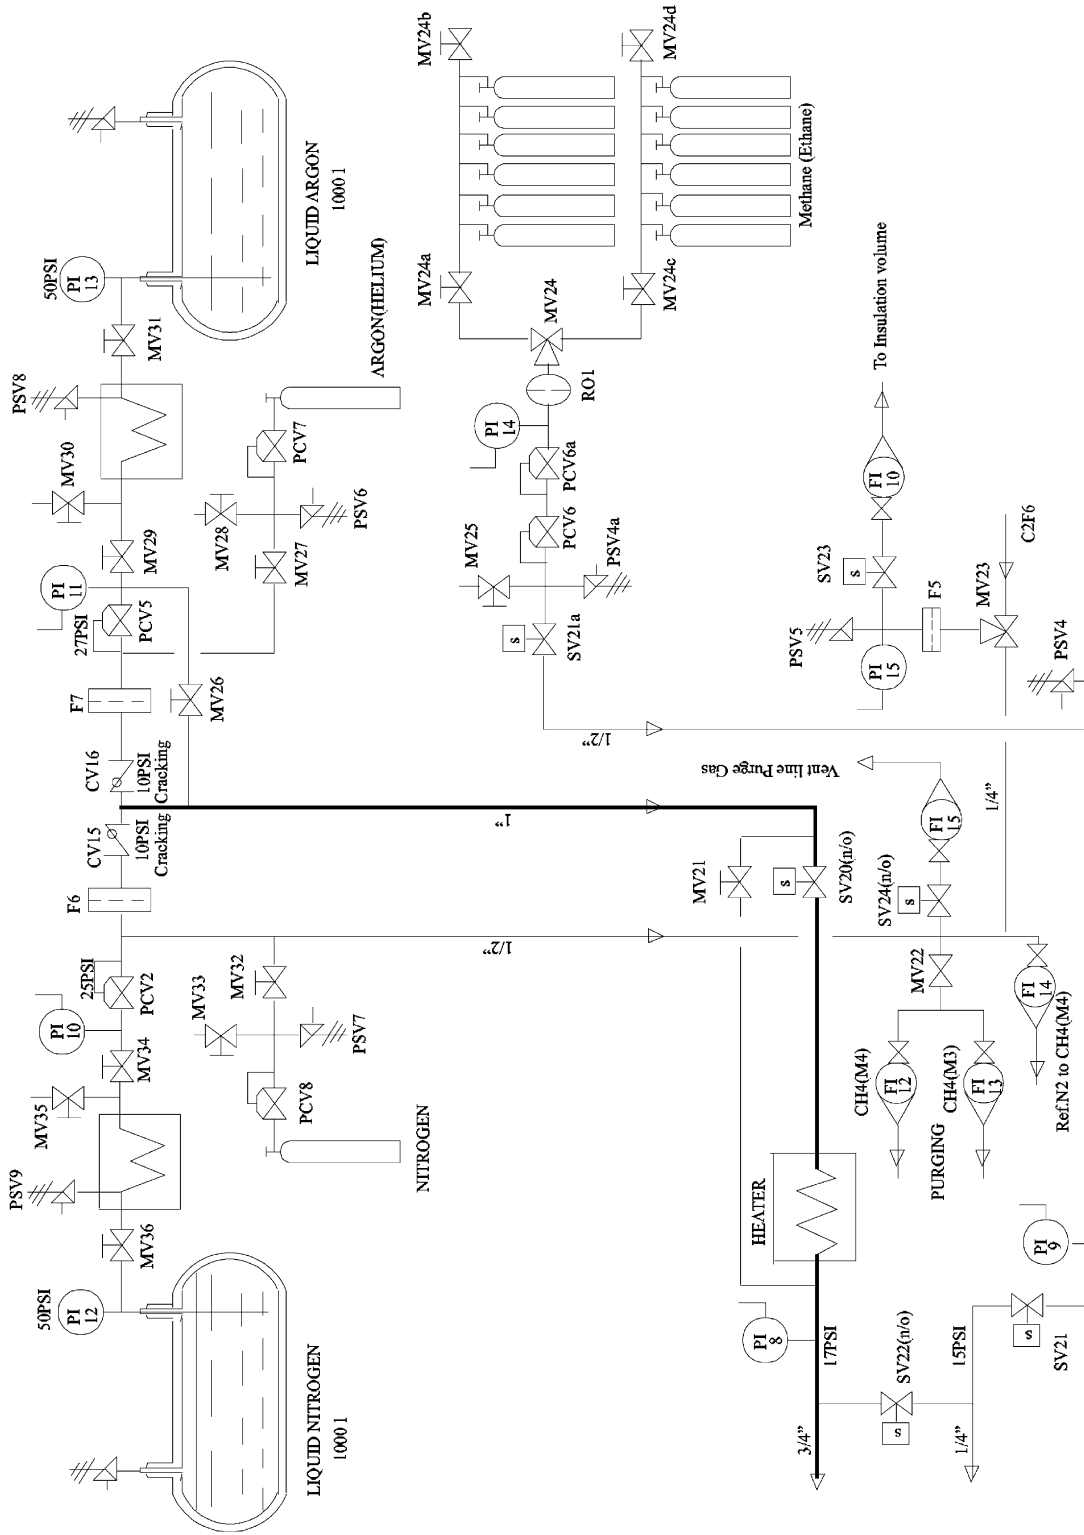 50PSI
PI
12
LIQUID NITROGEN
1000 l
MV36
PSV9
MV35
MV34
PI
10
25PSI
PCV2
F6
CV15
10PSI
Cracking
CV16
10PSI
Cracking
F7
27PSI
PCV5
PI
11
MV29
MV26
MV30
PSV8
MV31
50PSI
PI
13
LIQUID ARGON
1000 l
NITROGEN
PCV8
MV33
PSV7
MV32
MV27
MV28
PSV6
PCV7
ARGON(HELIUM)
1/2”
1”
1/2”
SV21a
s
MV25
PSV4a
PCV6
PCV6a
PI
14
RO1
MV24
MV24a
MV24b
MV24c
MV24d
Methane (Ethane)
3/4”
17PSI
PI
8
HEATER
MV21
s
SV20(n/o)
Vent line Purge Gas
SV22(n/o)
s
1/4”
15PSI
SV21
s
PI
9
CH4(M4)
FI
12
CH4(M3)
FI
13
PURGING
MV22
SV24(n/o)
s
FI
15
Ref.N2 to CH4(M4)
FI
14
1/4”
PSV4
MV23
C2F6
F5
PI
15
PSV5
SV23
s
FI
10
To Insulation volume